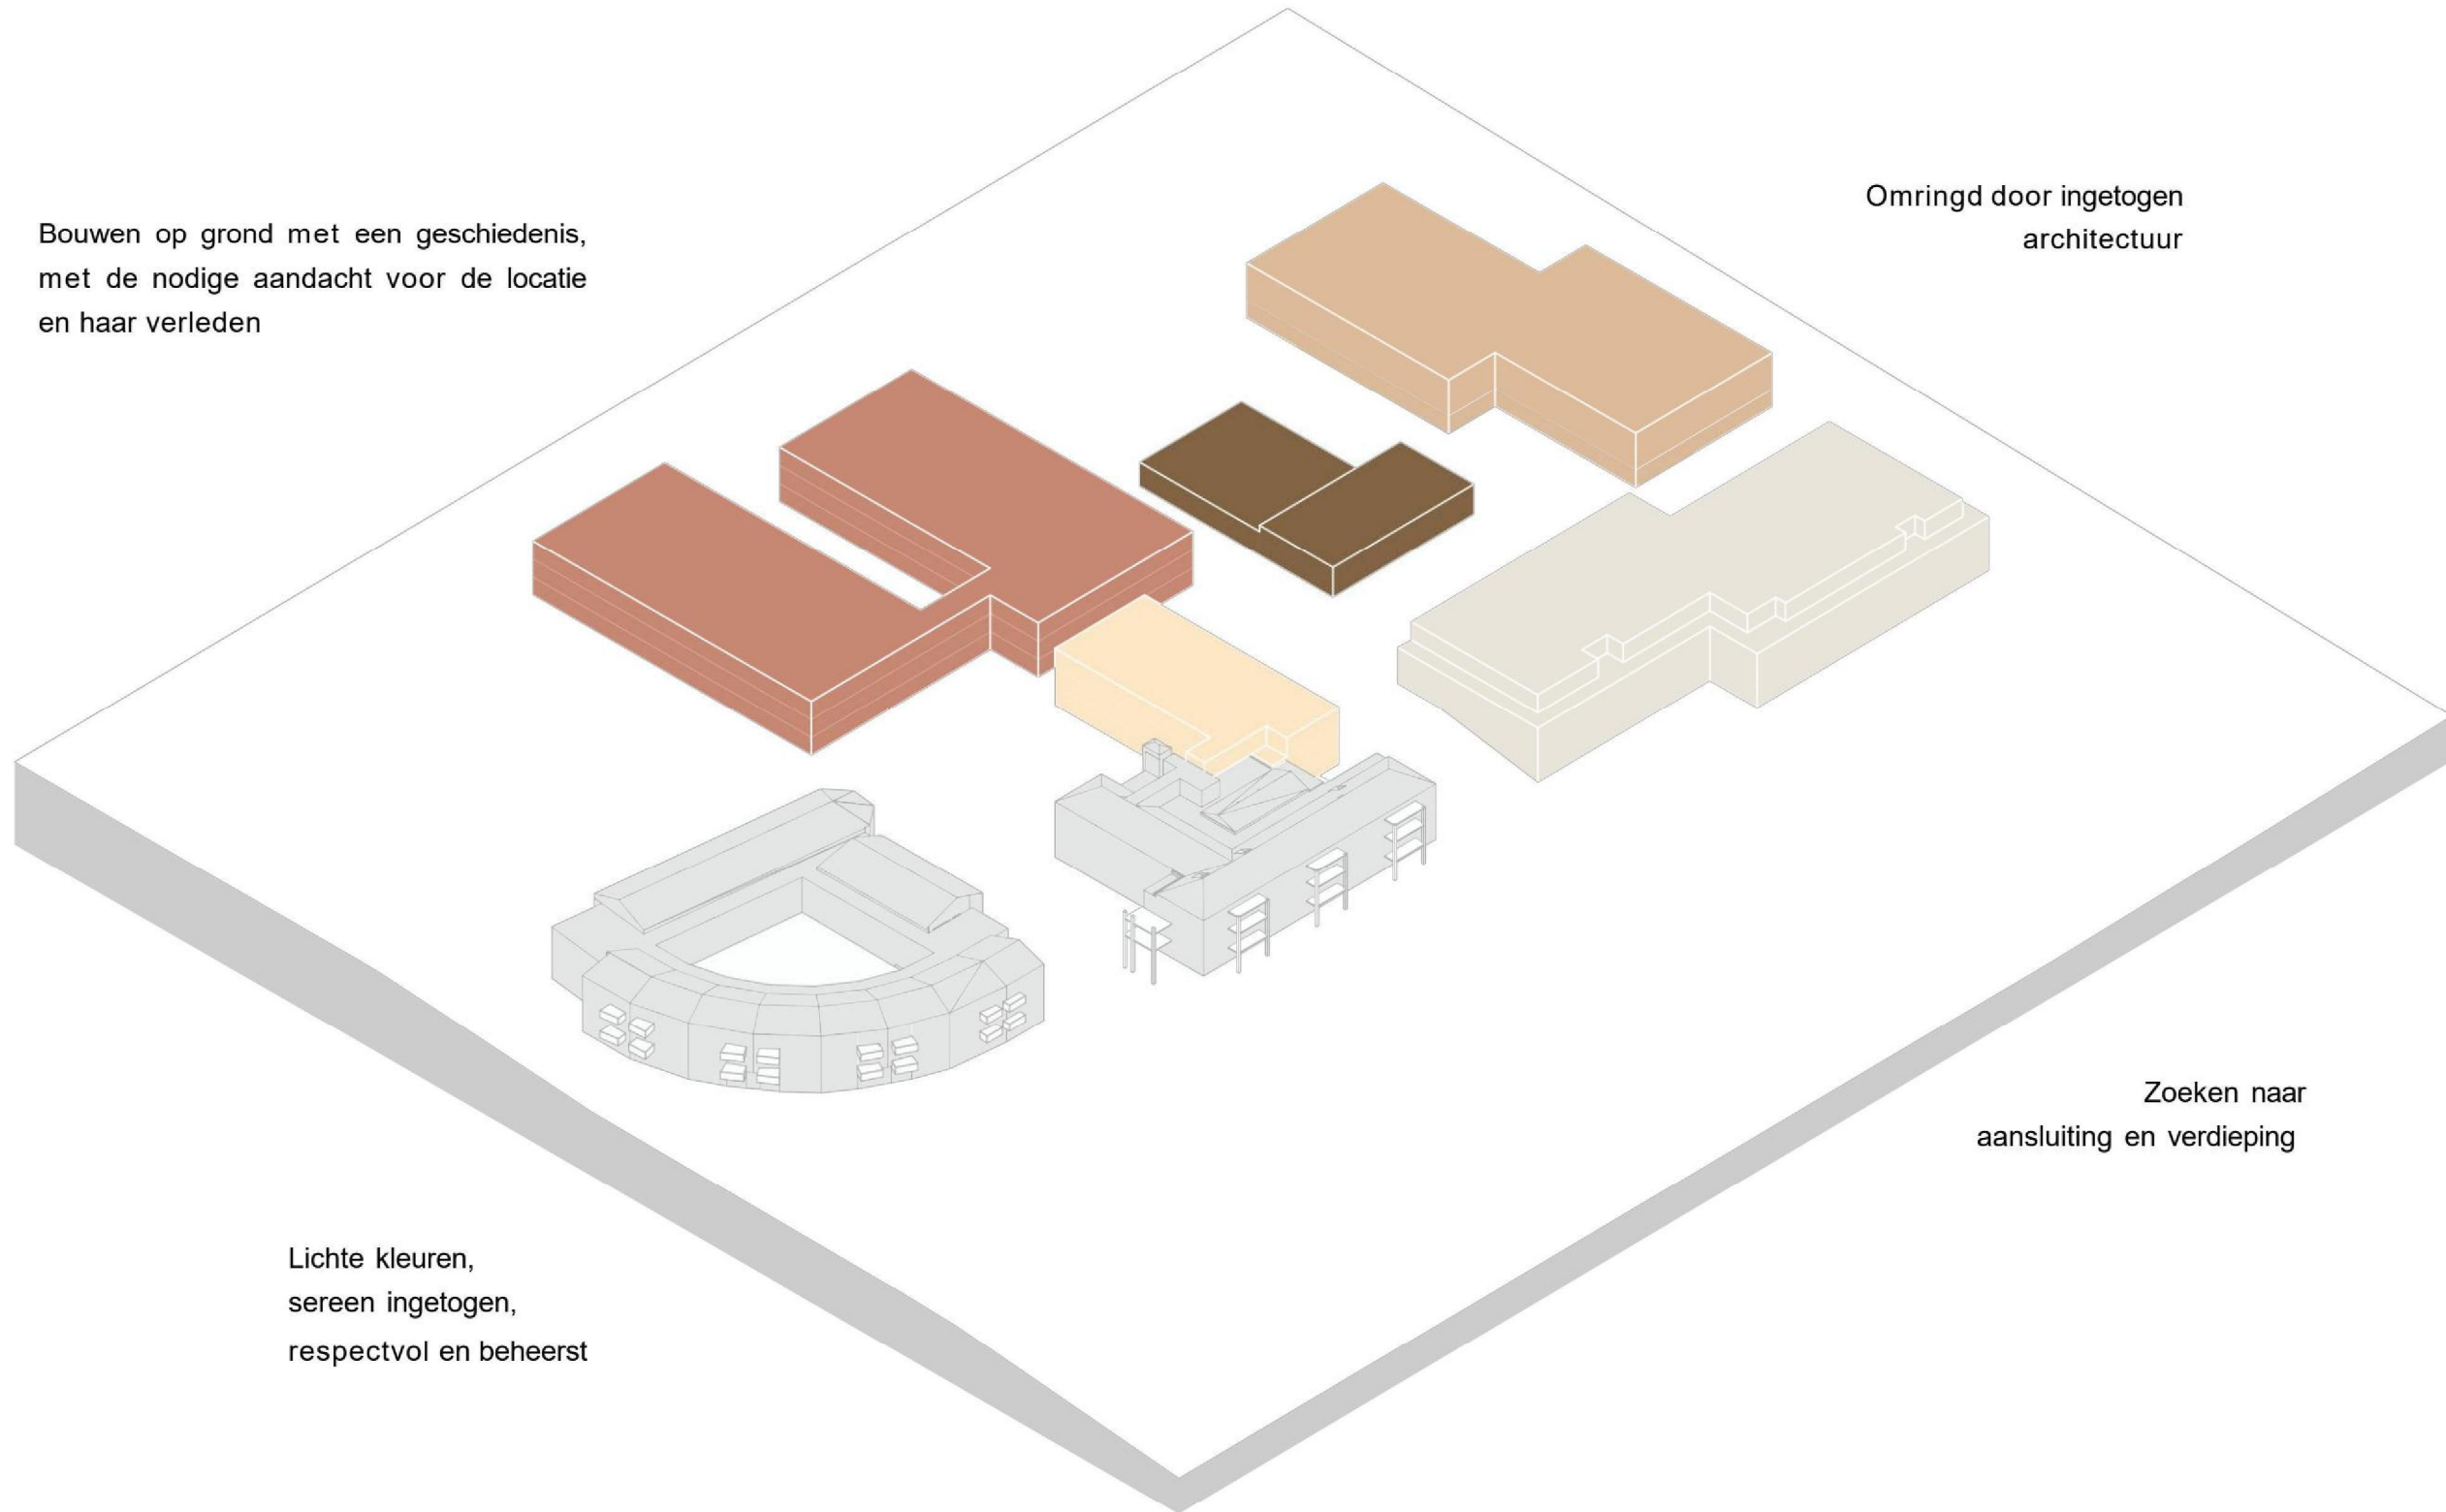 Bouwen op grond met een geschiedenis,
met de nodige aandacht voor de locatie
en haar verleden
Omringd door ingetogen
architectuur
Zoeken naar
aansluiting en verdieping
Lichte kleuren,
sereen ingetogen,
respectvol en beheerst